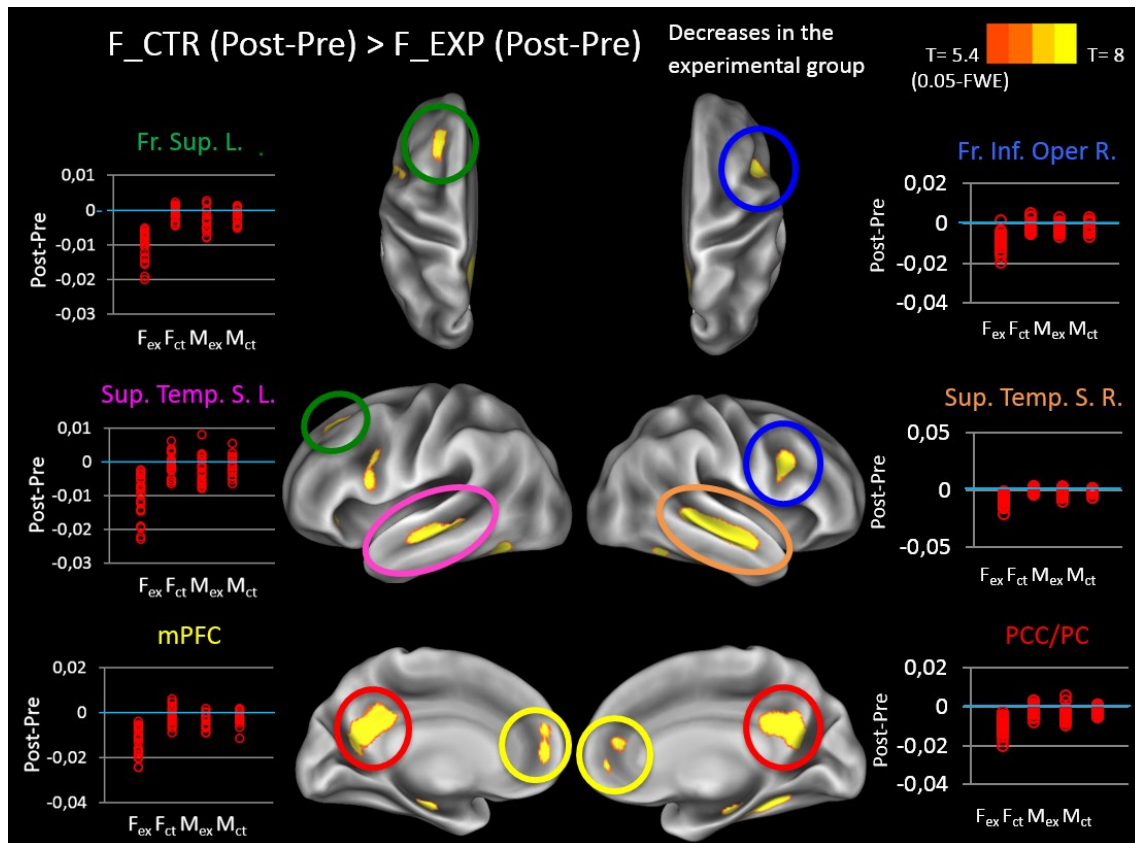 F_CTR (Post-Pre) > F_EXP (Post-Pre)
Decreases in the
experimental group
T= 5.4
T= 8
(0.05-FWE)
Fr. Sup. L. .
0,01
0-
-0,01
-0,02
-0,03
Post-Pre
Fex Fct Mex Mct
Fr. Inf. Oper R.
0,02
0
-0,02
-0,04
Post-Pre
Fex Fct Mex Mct
Sup. Temp. S. L.
0,01
0
-0,01
-0,02
-0,03
Post-Pre
Fex Fct Mex Mct
Sup. Temp. S. R.
0,05
0
-0,05
Post-Pre
Fex Fct Mex Mct
mPFC
0,02
0
-0,02
-0,04
Post-Pre
Fex Fct Mex Mct
PCC/PC
0,02
0
-0,02
-0,04
Post-Pre
Fex Fct Mex Mct